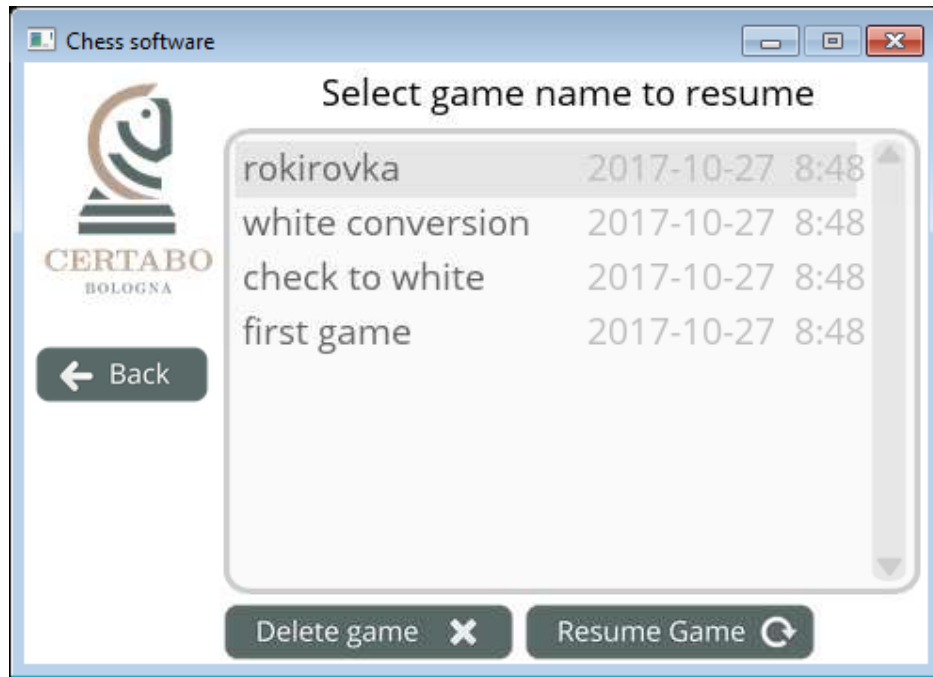 Chess software
Select game name to resume
CERTABO
BOLOGNA
Back
rokirovka 2017-10-27 8:48
white conversion 2017-10-27 8:48
check to white 2017-10-27 8:48
first game 2017-10-27 8:48
Delete game
Resume Game